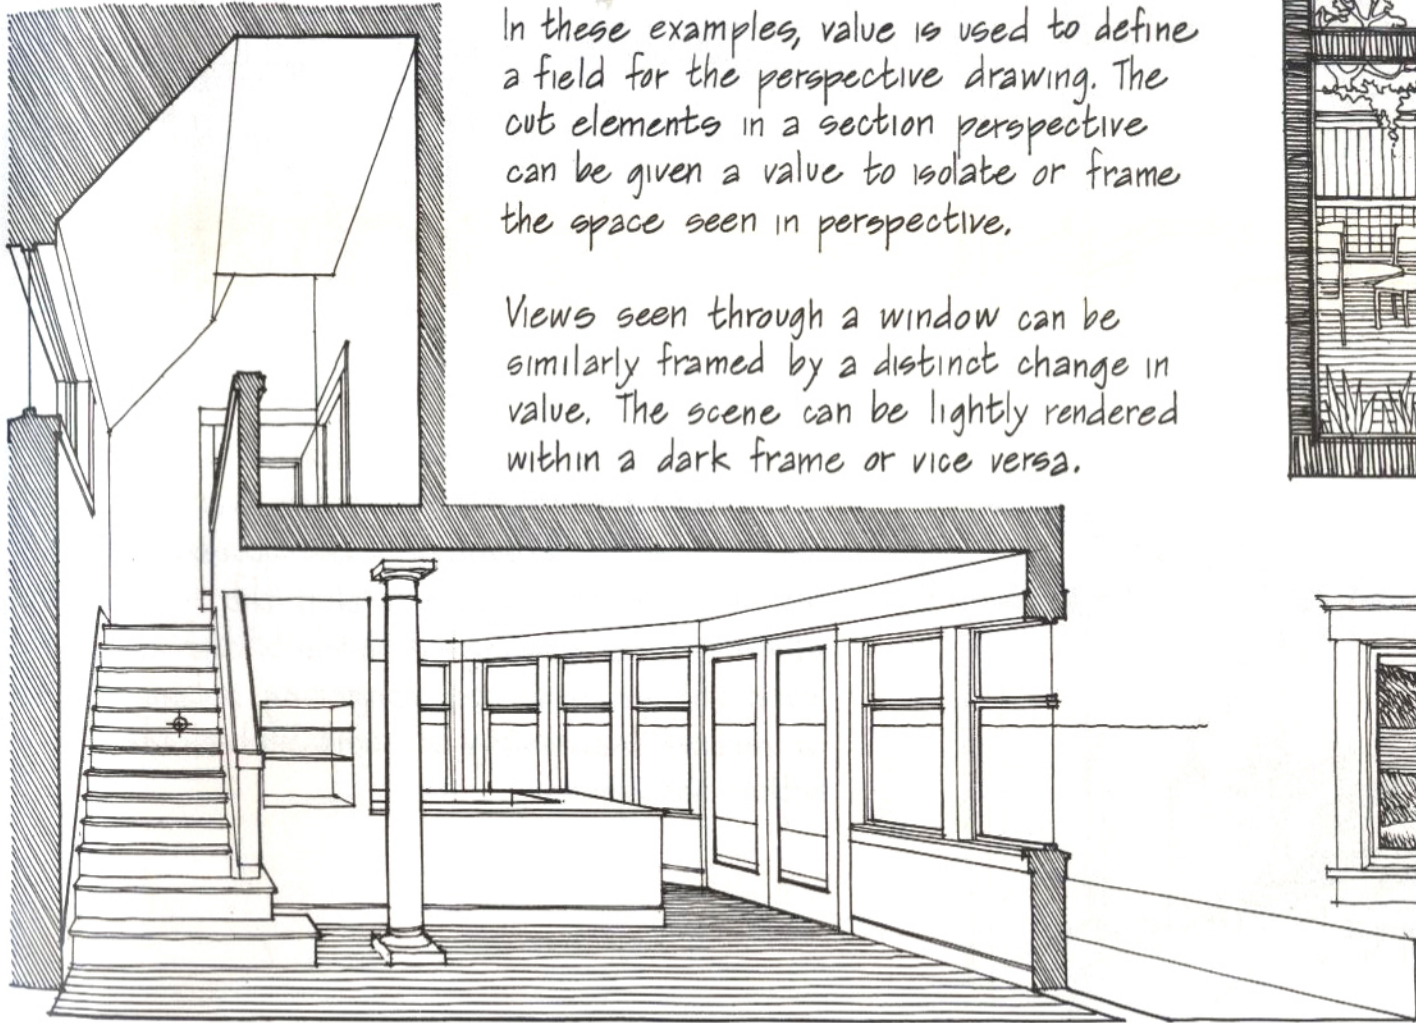 In these examples, value is used to define
a field for the perspective drawing. The
cut elements in a section perspective
can be given a value to isolate or frame
the space seen in perspective.
Views seen through a window can be
similarly framed by a distinct change in
value. The scene can be lightly rendered
within a dark frame or vice versa.